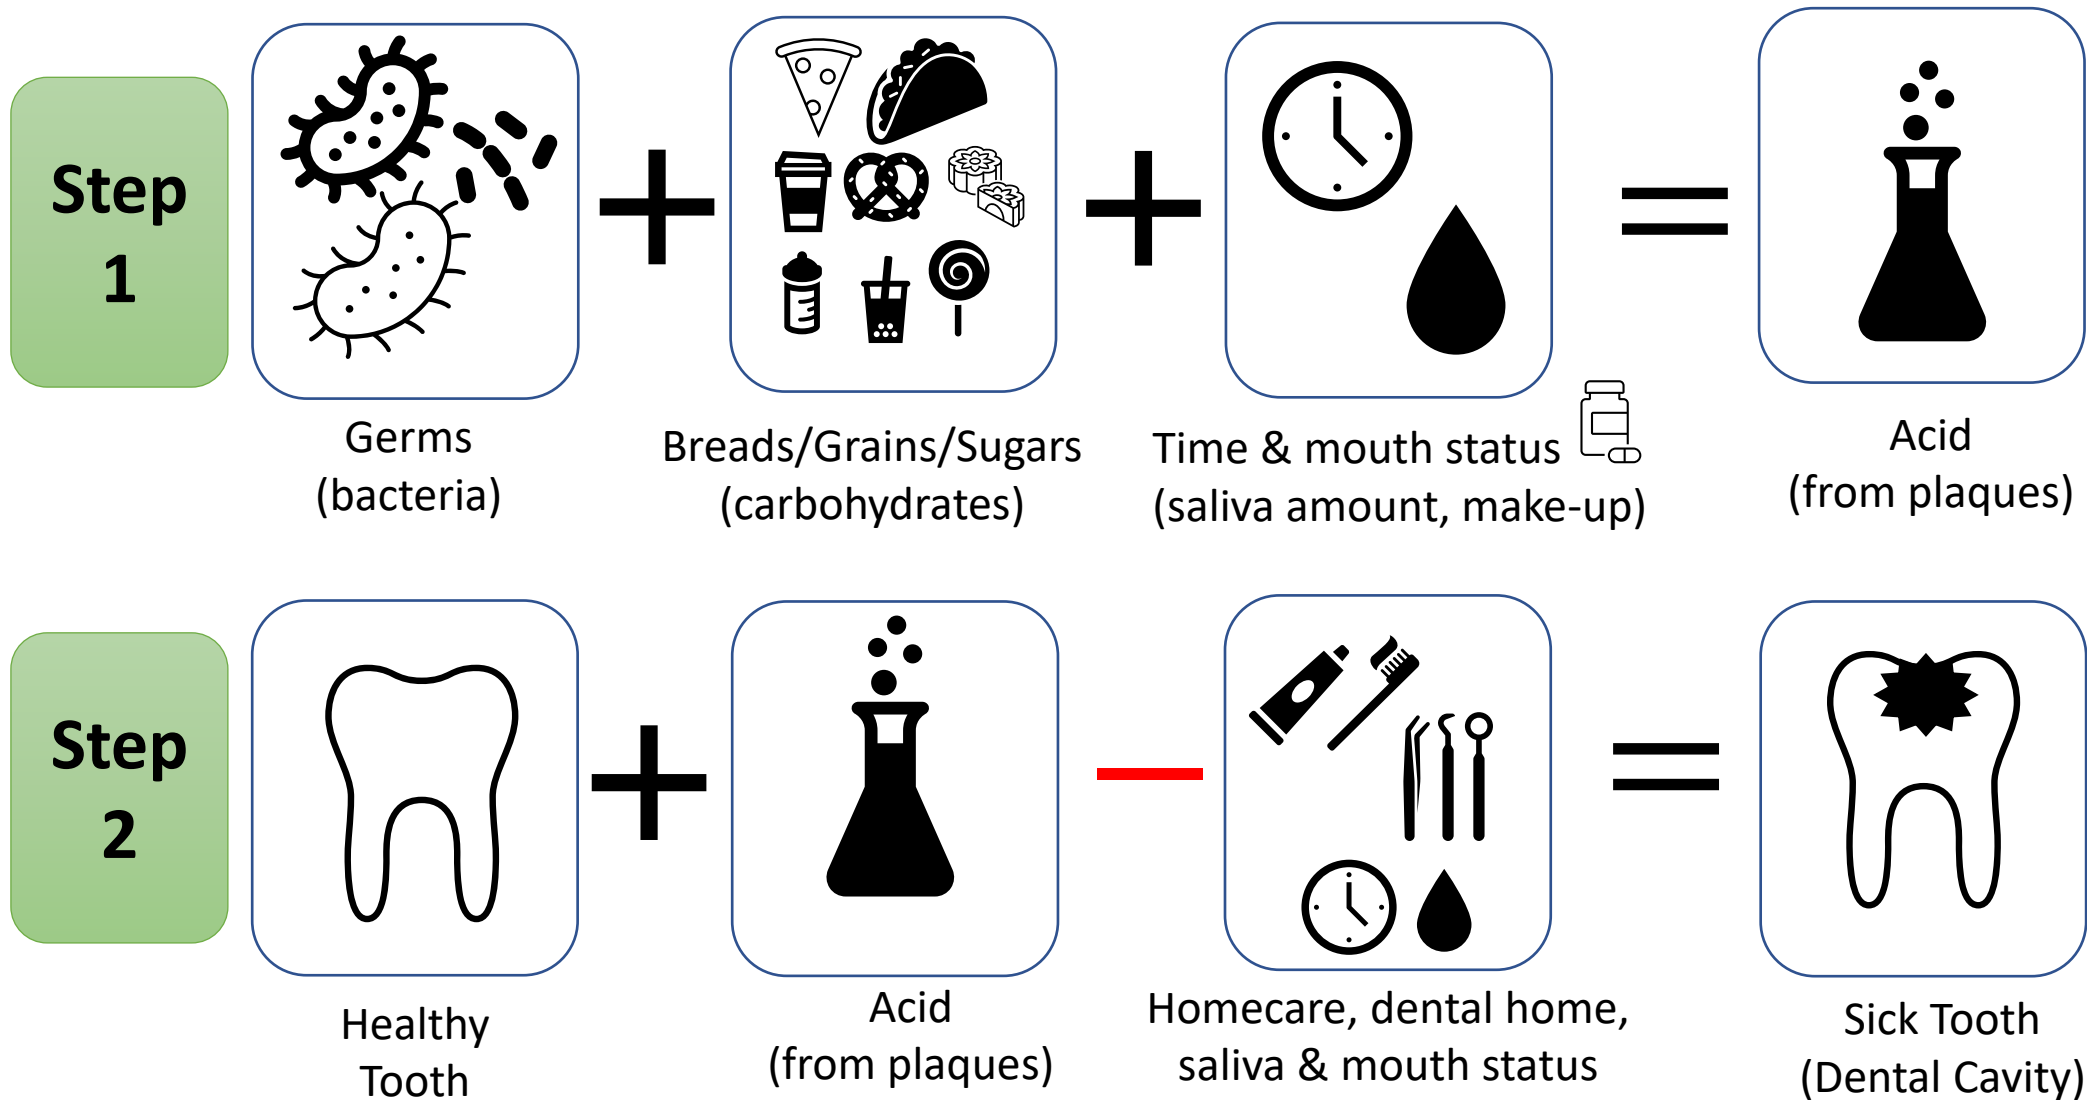 Step
1
Germs
(bacteria)
Breads/Grains/Sugars
(carbohydrates)
Time & mouth status
(saliva amount, make-up)
Acid
(from plaques)
Step
2
Healthy
Tooth
Acid
(from plaques)
Homecare, dental home,
saliva & mouth status
Sick Tooth
(Dental Cavity)